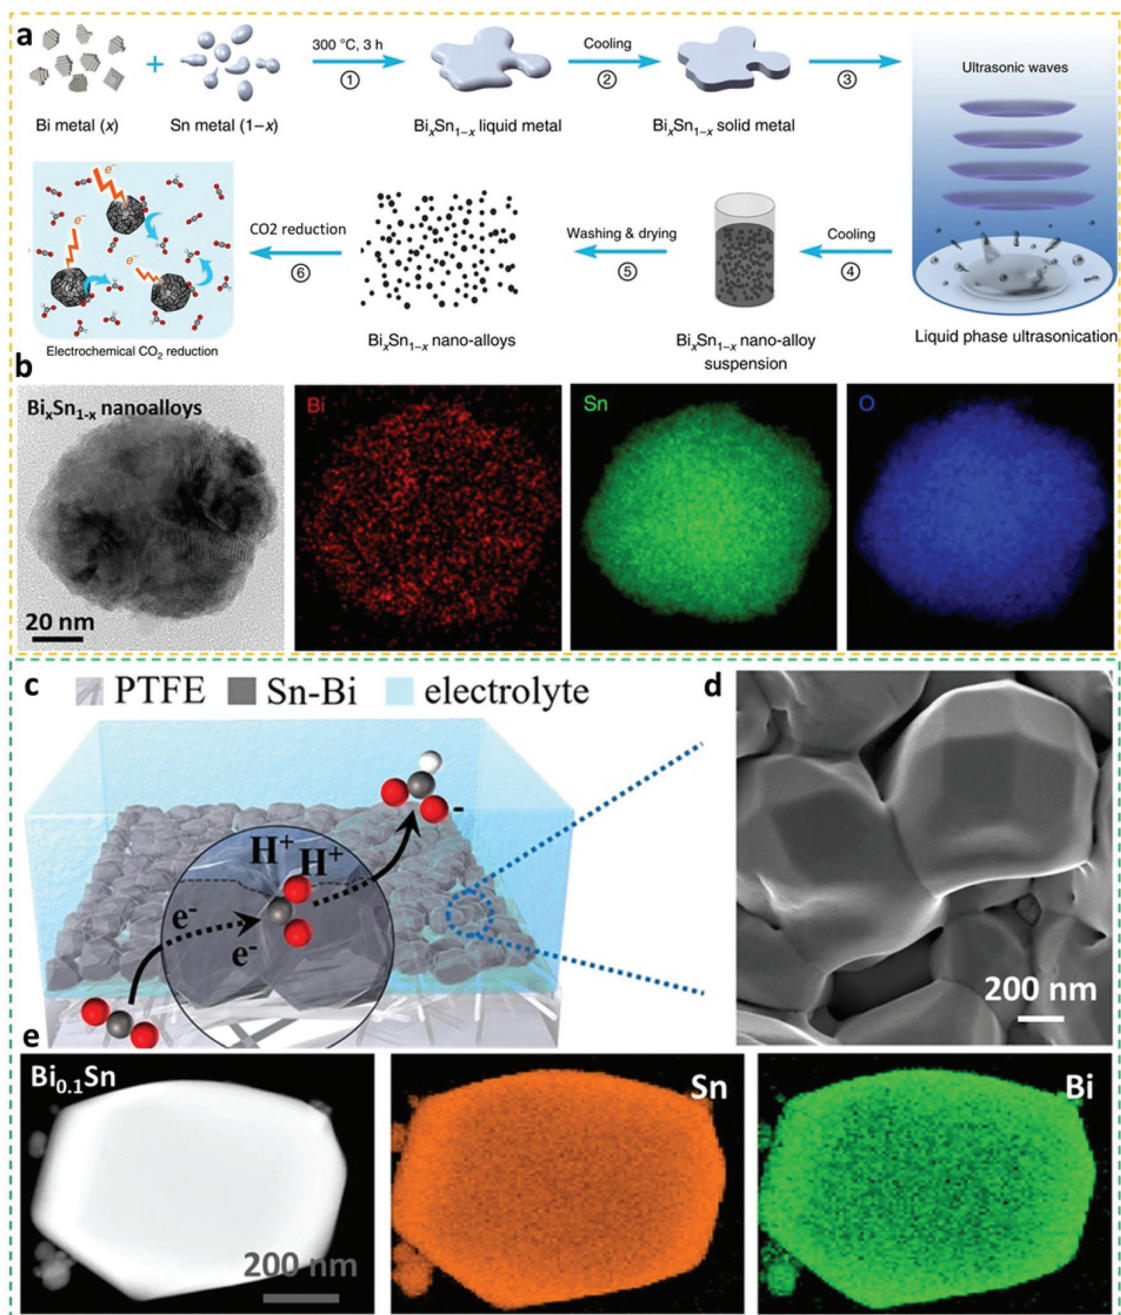 a
Bi metal (x)
+
Sn metal (1−x)
300 °C, 3 h
①
BiₓSn₁₋ₓ liquid metal
Cooling
②
BiₓSn₁₋ₓ solid metal
③
Ultrasonic waves
Liquid phase ultrasonication
Cooling
④
BiₓSn₁₋ₓ nano-alloy
suspension
Washing & drying
⑤
BiₓSn₁₋ₓ nano-alloys
CO2 reduction
⑥
e⁻
e⁻
e⁻
Electrochemical CO₂ reduction
b
BiₓSn₁₋ₓ nanoalloys
20 nm
Bi
Sn
O
c
PTFE Sn-Bi electrolyte
H⁺
H⁺
e⁻
e⁻
-
d
200 nm
e
Bi₀.₁Sn
200 nm
Sn
Bi